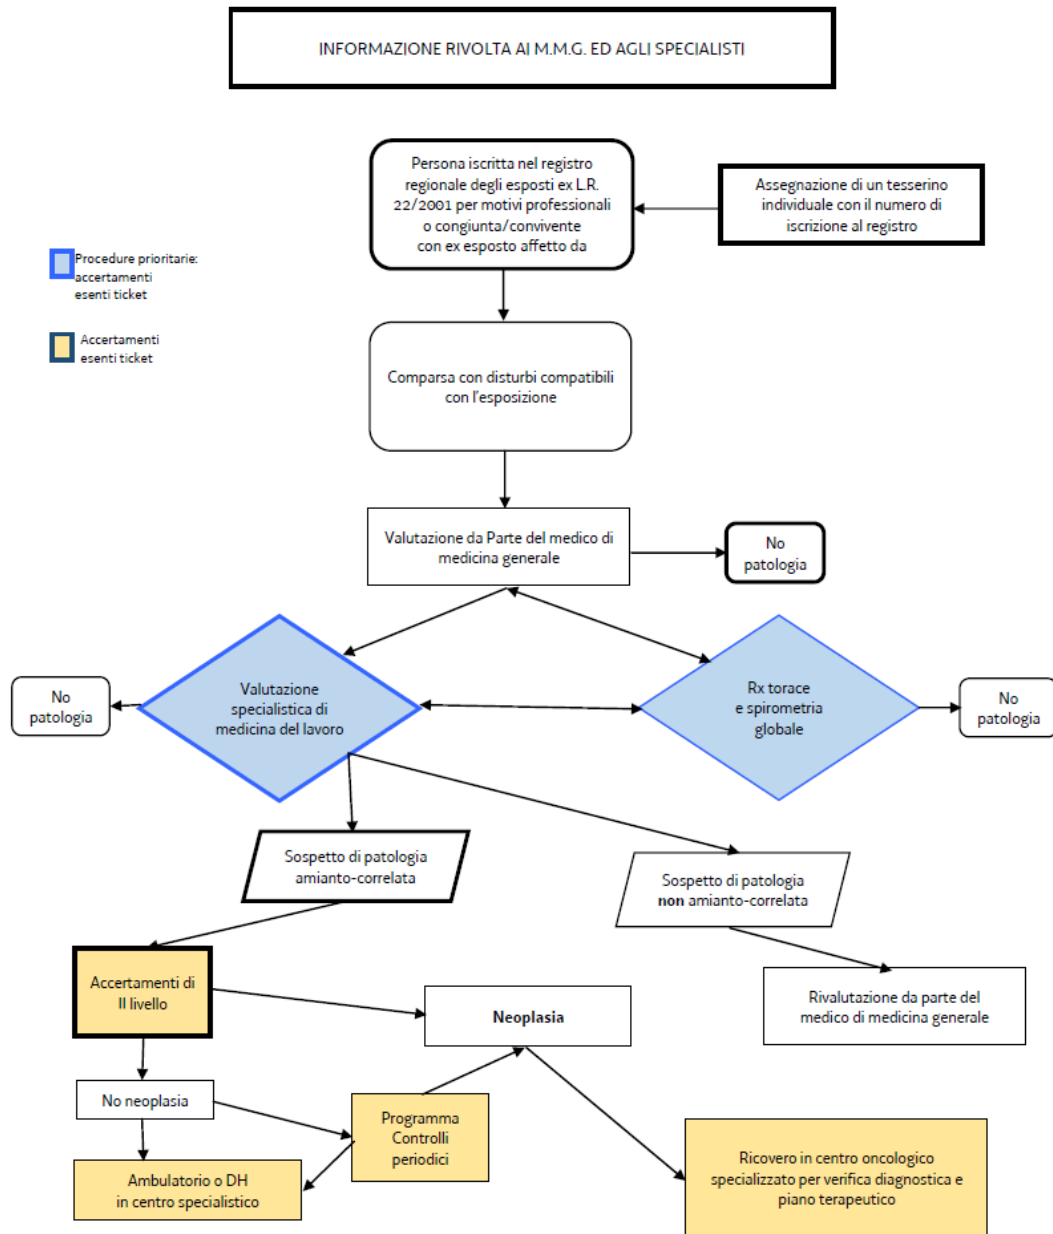 INFORMAZIONE RIVOLTA AI M.M.G. ED AGLI SPECIALISTI
Persona iscritta nel registro
regionale degli esposti ex L.R.
22/2001 per motivi professionali
o congiunta/convivente
con ex esposto affetto da
Assegnazione di un tesserino
individuale con il numero di
iscrizione al registro
Procedure prioritarie:
accertamenti
esenti ticket
Accertamenti
esenti ticket
Comparsa con disturbi compatibili
con l'esposizione
Valutazione da Parte del medico di
medicina generale
No
patologia
No
patologia
Valutazione
specialistica di
medicina del lavoro
Rx torace
e spirometria
globale
No
patologia
Sospetto di patologia
amianto-correlata
Sospetto di patologia
non amianto-correlata
Accertamenti di
II livello
Neoplasia
Rivalutazione da parte del
medico di medicina generale
No neoplasia
Programma
Controlli
periodici
Ambulatorio o DH
in centro specialistico
Ricovero in centro oncologico
specializzato per verifica diagnostica e
piano terapeutico